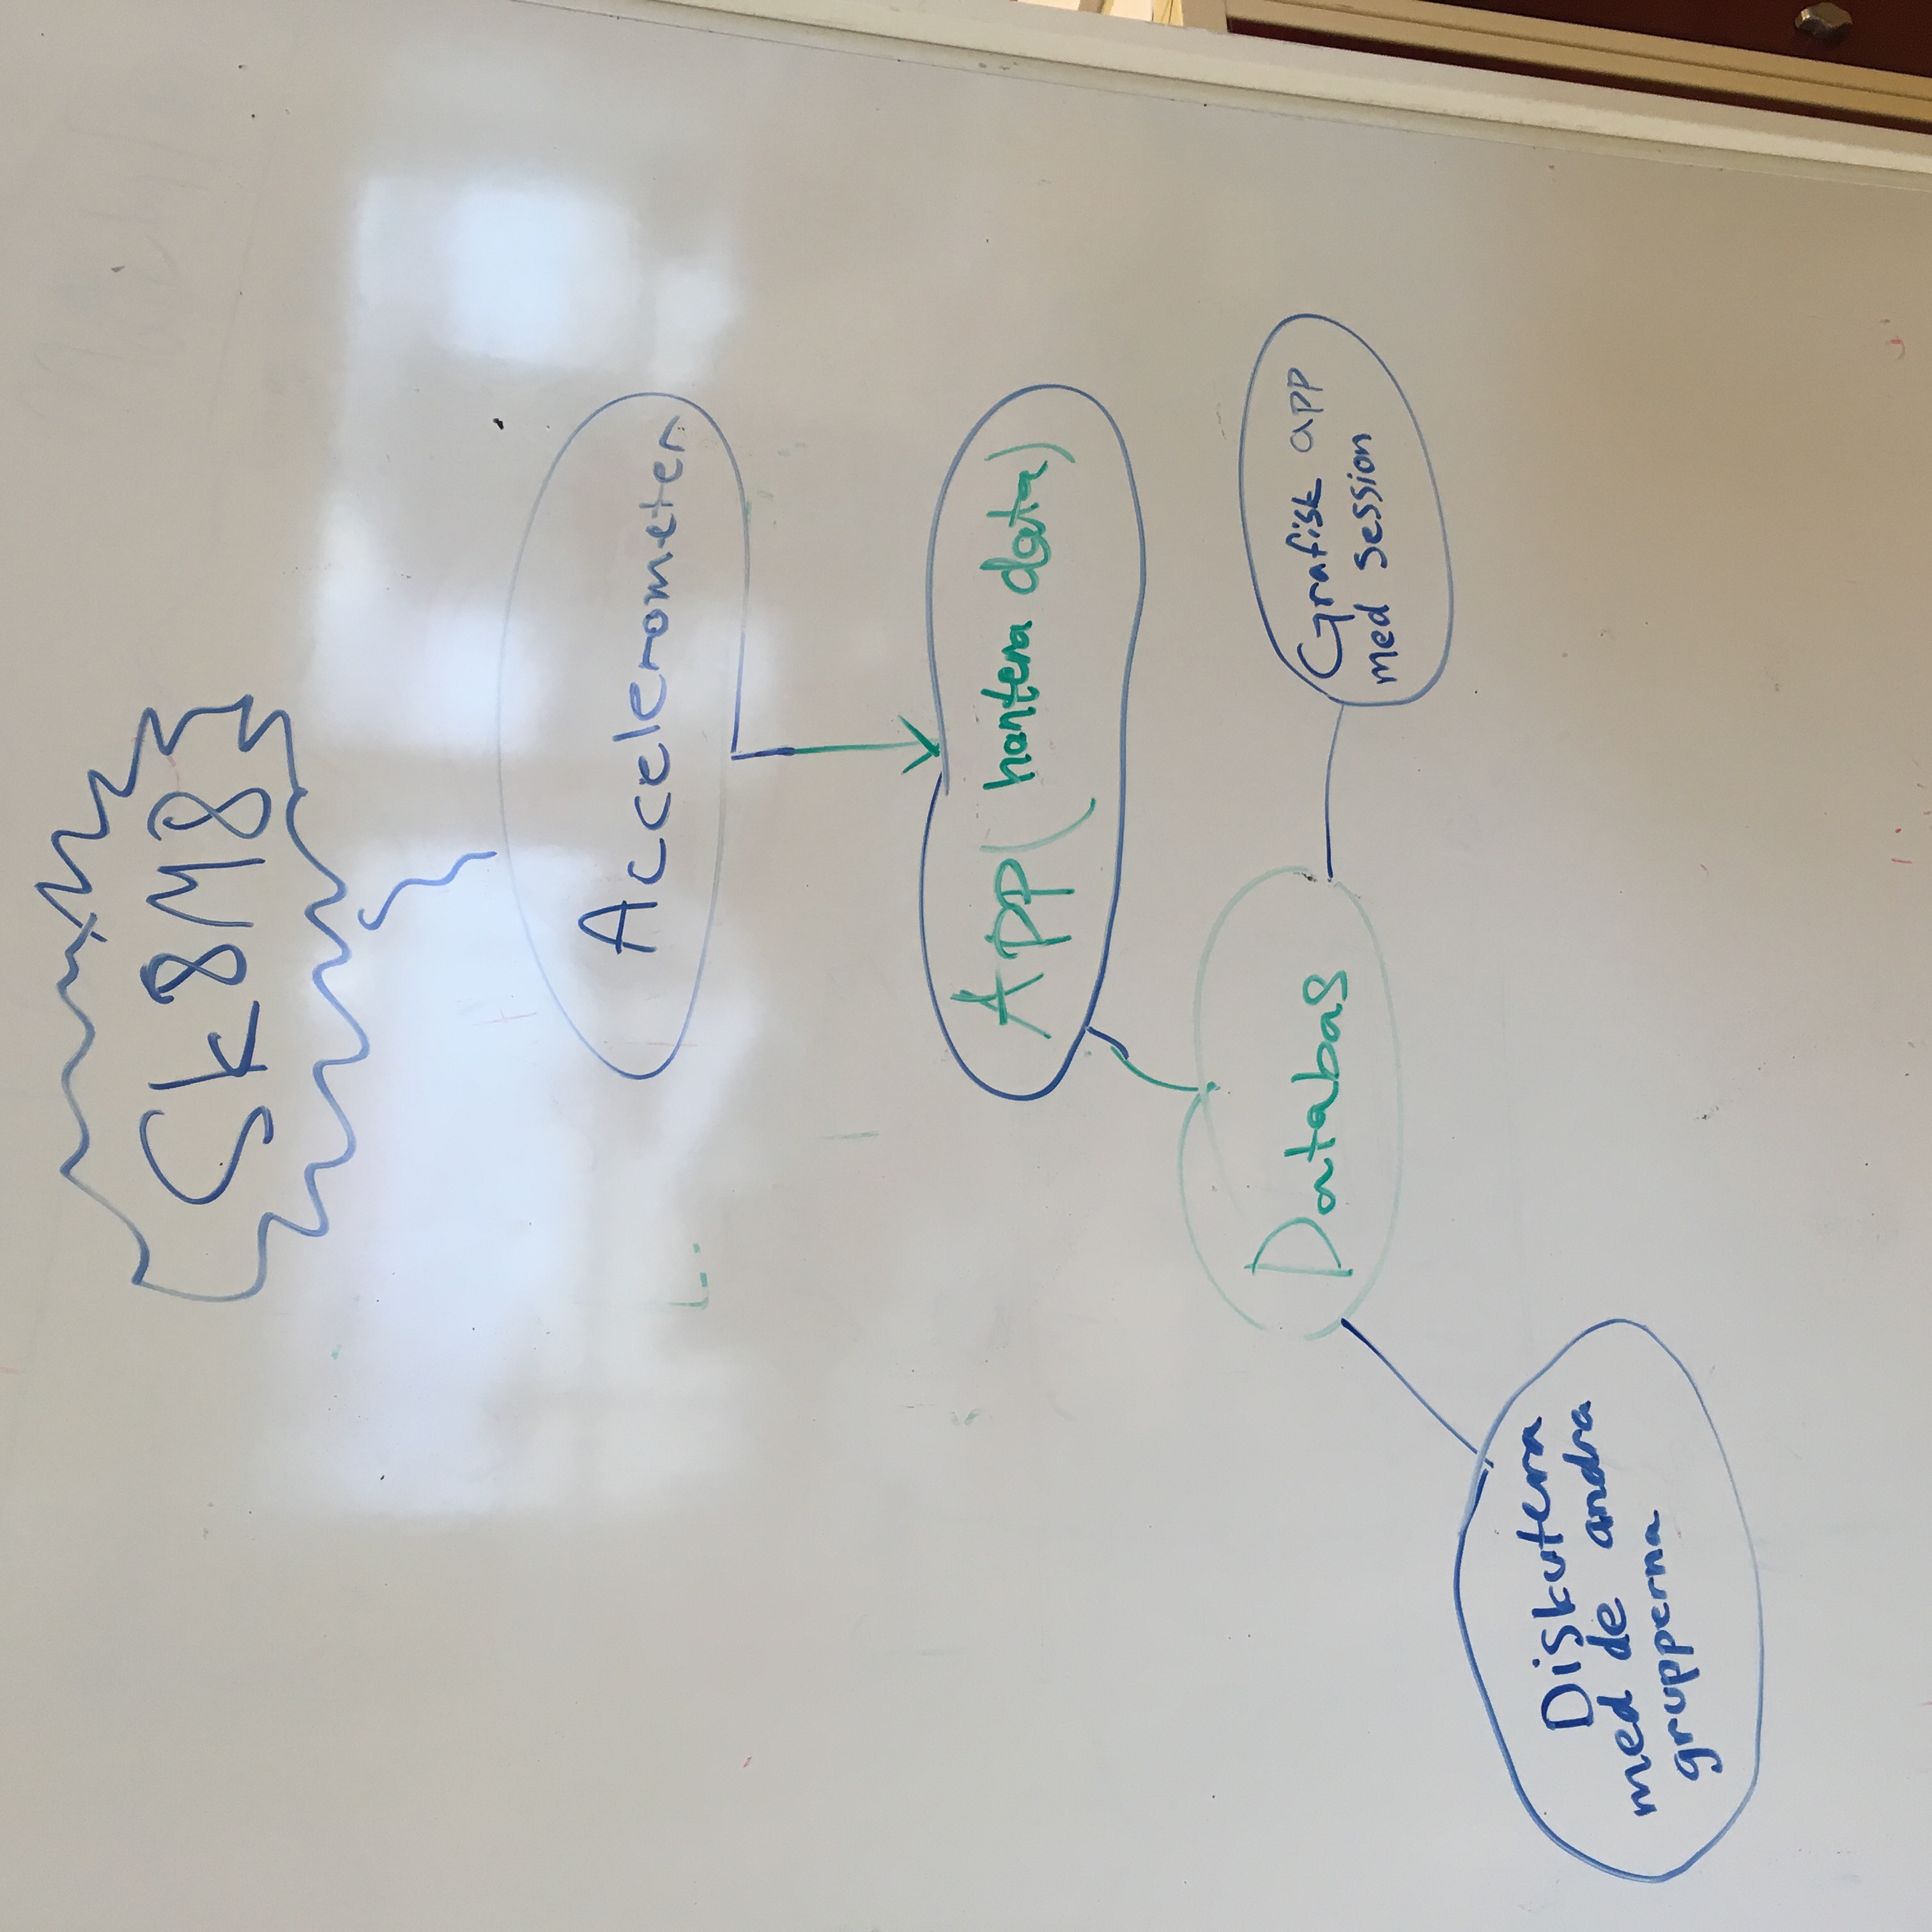 Sk8M8
Accelerometer
App (hantera data)
Databas
Grafisk app
med session
Diskutera
med de andra
grupperna